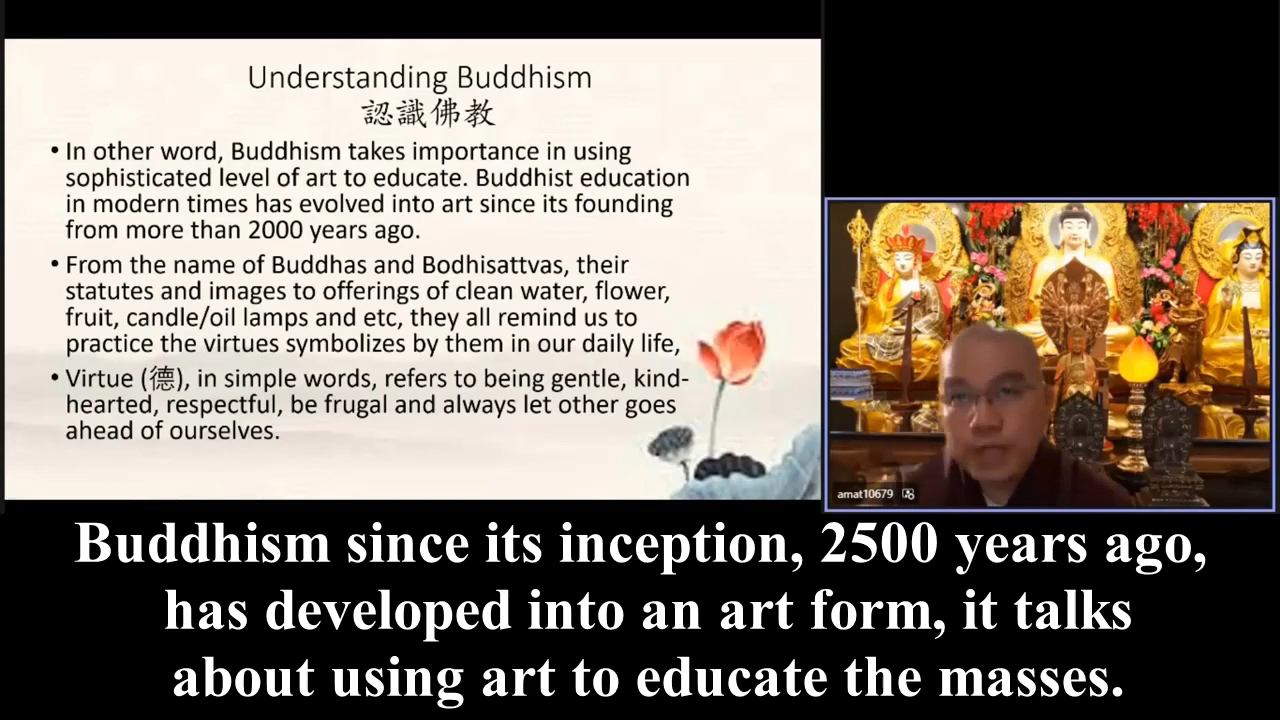 Understanding Buddhism
認識佛教
• In other word, Buddhism takes importance in using
sophisticated level of art to educate. Buddhist education
in modern times has evolved into art since its founding
from more than 2000 years ago.
• From the name of Buddhas and Bodhisattvas, their
statutes and images to offerings of clean water, flower,
fruit, candle/oil lamps and etc, they all remind us to
practice the virtues symbolizes by them in our daily life,
• Virtue (德), in simple words, refers to being gentle, kind-
hearted, respectful, be frugal and always let other goes
ahead of ourselves.
amat10679
Buddhism since its inception, 2500 years ago,
has developed into an art form, it talks
about using art to educate the masses.